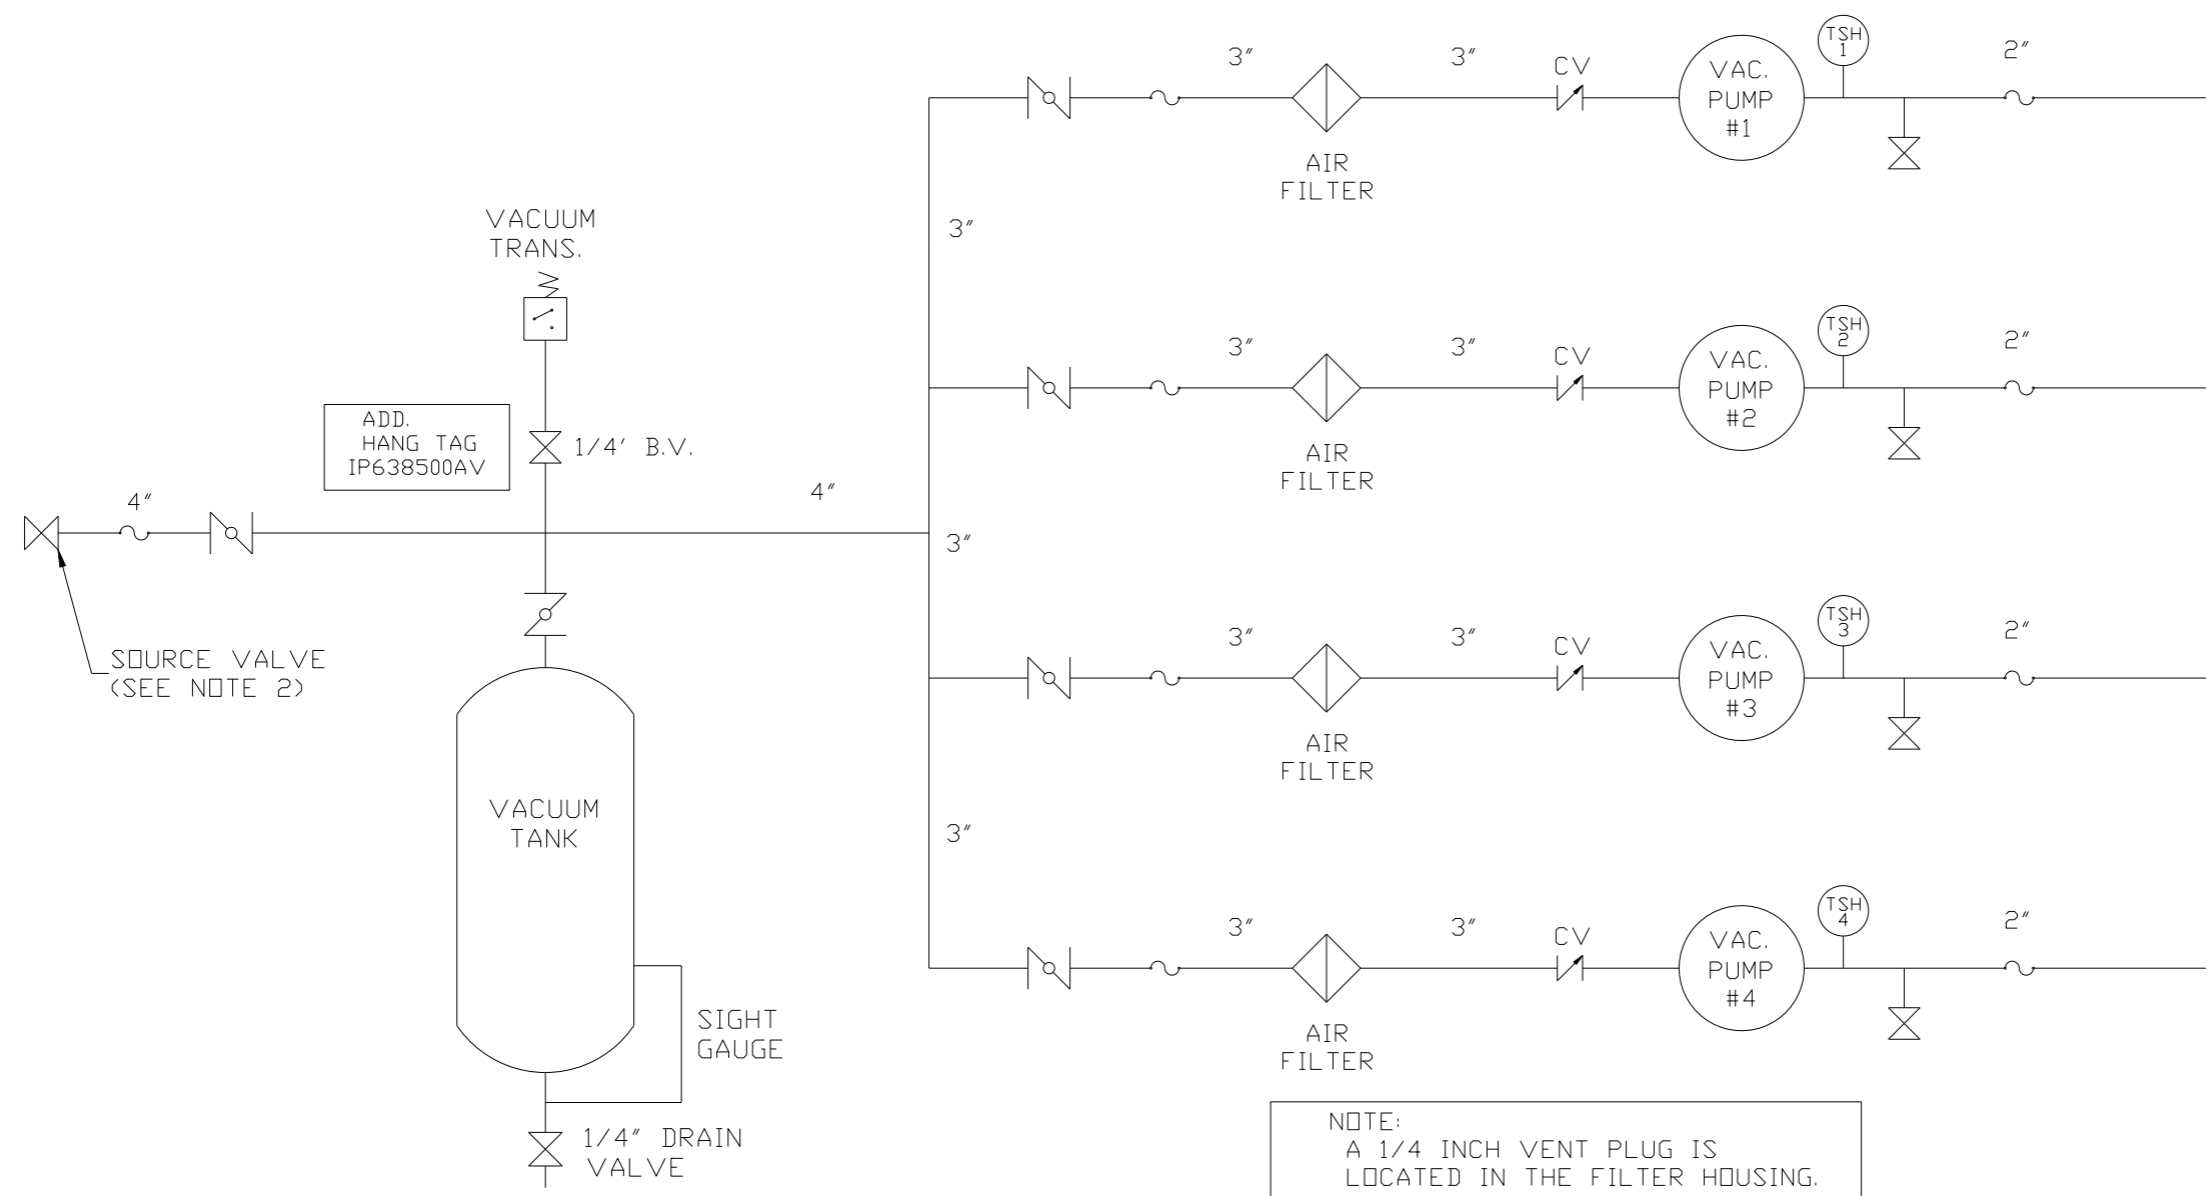 3" 3" CV VAC.
PUMP
#1 TSH
1 2"
AIR
FILTER
3"
VACUUM
TRANS.
3" 3" CV VAC.
PUMP
#2 TSH
2 2"
AIR
FILTER
ADD.
HANG TAG
IP638500AV
1/4' B.V.
4"
4"
3"
SOURCE VALVE
(SEE NOTE 2)
3" 3" CV VAC.
PUMP
#3 TSH
3 2"
AIR
FILTER
VACUUM
TANK
3"
3" 3" CV VAC.
PUMP
#4 TSH
4 2"
AIR
FILTER
SIGHT
GAUGE
1/4" DRAIN
VALVE
NOTE:
A 1/4 INCH VENT PLUG IS
LOCATED IN THE FILTER HOUSING.